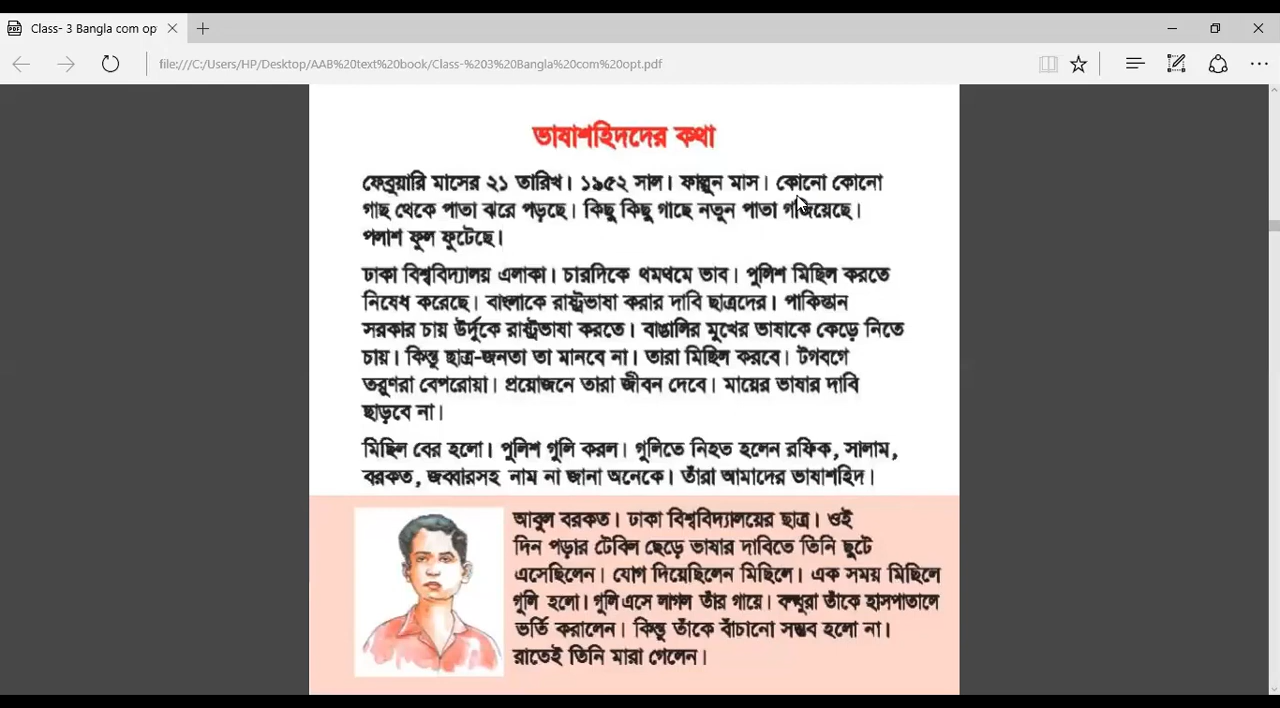 Class- 3 Bangla com op
file:///C:/Users/HP/Desktop/AAB%20text%20book/Class-%203%20Bangla%20com%20opt.pdf
ভাষাশহিদদের কথা
ফেব্রুয়ারি মাসের ২১ তারিখ। ১৯৫২ সাল। ফাল্গুন মাস। কোনো কোনো
গাছ থেকে পাতা ঝরে পড়ছে। কিছু কিছু গাছে নতুন পাতা গজিয়েছে।
পলাশ ফুল ফুটেছে।
ঢাকা বিশ্ববিদ্যালয় এলাকা। চারদিকে থমথমে ভাব। পুলিশ মিছিল করতে
নিষেধ করেছে। বাংলাকে রাষ্ট্রভাষা করার দাবি ছাত্রদের। পাকিস্তান
সরকার চায় উর্দুকে রাষ্ট্রভাষা করতে। বাঙালির মুখের ভাষাকে কেড়ে নিতে
চায়। কিন্তু ছাত্র-জনতা তা মানবে না। তারা মিছিল করবে। টগবগে
তরুণরা বেপরোয়া। প্রয়োজনে তারা জীবন দেবে। মায়ের ভাষার দাবি
ছাড়বে না।
মিছিল বের হলো। পুলিশ গুলি করল। গুলিতে নিহত হলেন রফিক, সালাম,
বরকত, জব্বারসহ নাম না জানা অনেকে। তাঁরা আমাদের ভাষাশহিদ।
আবুল বরকত। ঢাকা বিশ্ববিদ্যালয়ের ছাত্র। ওই
দিন পড়ার টেবিল ছেড়ে ভাষার দাবিতে তিনি ছুটে
এসেছিলেন। যোগ দিয়েছিলেন মিছিলে। এক সময় মিছিলে
গুলি হলো। গুলি এসে লাগল তাঁর গায়ে। বন্ধুরা তাঁকে হাসপাতালে
ভর্তি করালেন। কিন্তু তাঁকে বাঁচানো সম্ভব হলো না।
রাতেই তিনি মারা গেলেন।